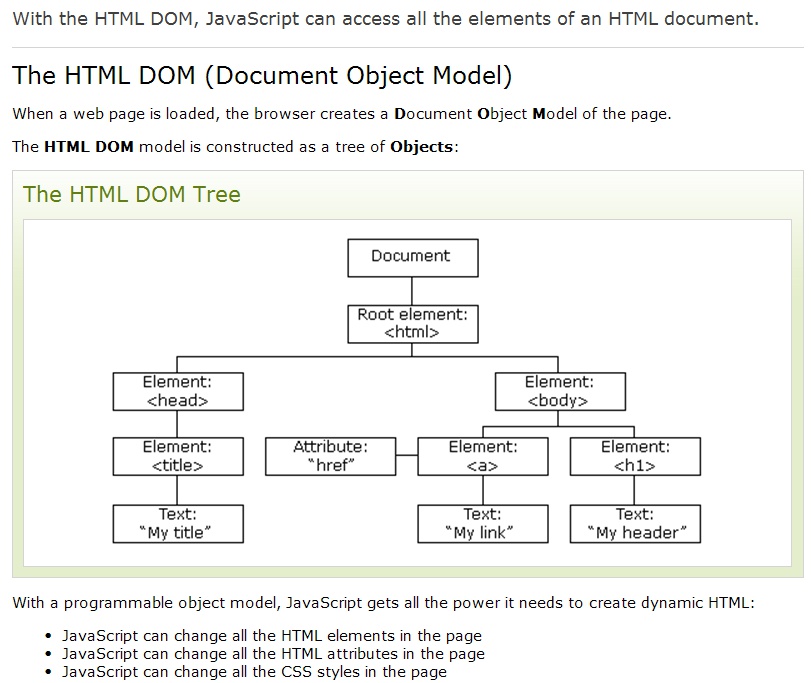 With the HTML DOM, JavaScript can access all the elements of an HTML document.
The HTML DOM (Document Object Model)
When a web page is loaded, the browser creates a Document Object Model of the page.
The HTML DOM model is constructed as a tree of Objects:
The HTML DOM Tree
Document
Root element:
<html>
Element:
<head>
Element:
<body>
Element:
<title>
Attribute:
"href"
Element:
<a>
Element:
<h1>
Text:
"My title"
Text:
"My link"
Text:
"My header"
With a programmable object model, JavaScript gets all the power it needs to create dynamic HTML:
• JavaScript can change all the HTML elements in the page
• JavaScript can change all the HTML attributes in the page
• JavaScript can change all the CSS styles in the page